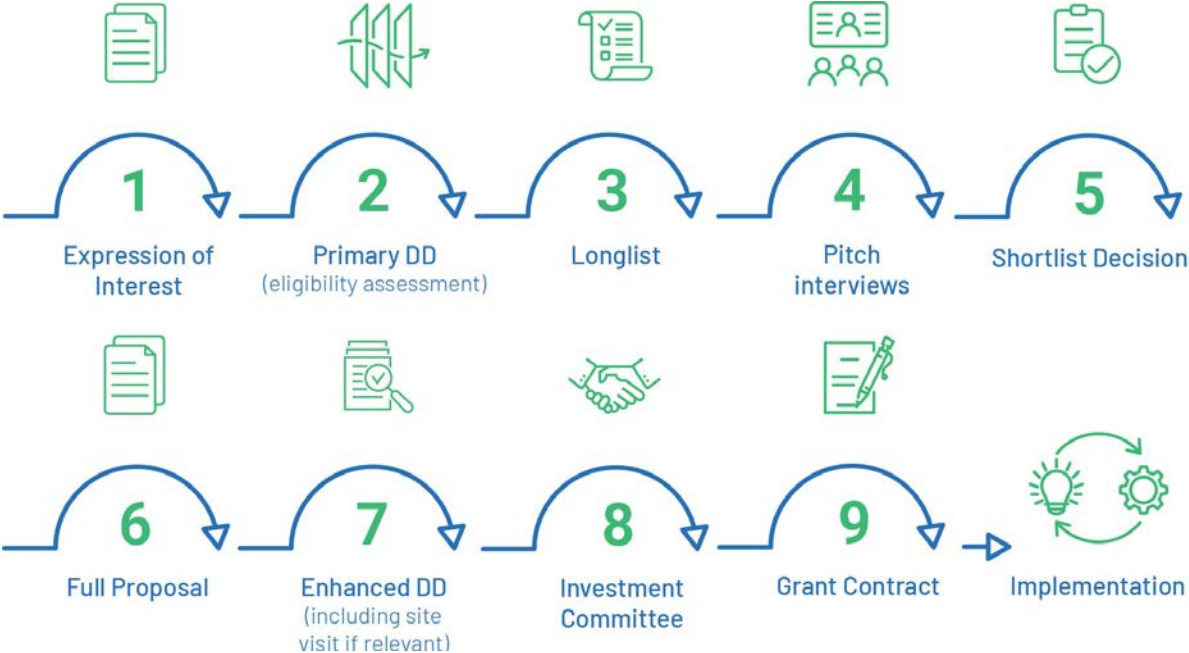 1
Expression of
Interest
2
Primary DD
(eligibility assessment)
3
Longlist
4
Pitch
interviews
5
Shortlist Decision
6
Full Proposal
7
Enhanced DD
(including site
visit if relevant)
8
Investment
Committee
9
Grant Contract
Implementation